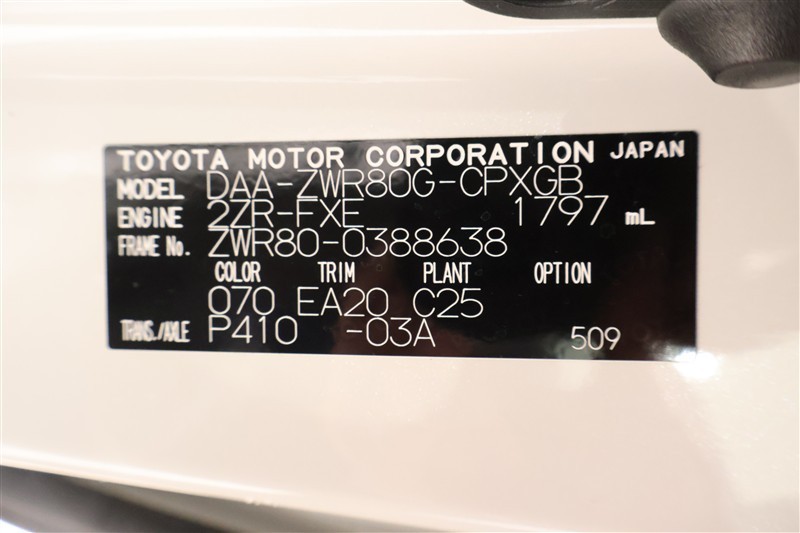 TOYOTA MOTOR CORPORATION JAPAN
MODEL DAA-ZWR80G-CPXGB
ENGINE 2ZR-FXE 1797 mL
FRAME No. ZWR80-0388638
COLOR TRIM PLANT OPTION
070 EA20 C25
TRANS./AXLE P410 -03A 509